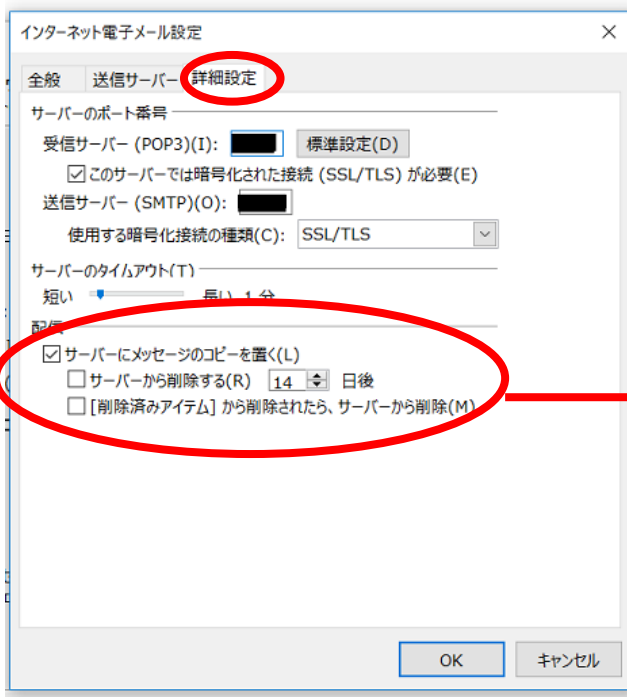 インターネット電子メール設定
全般 送信サーバー 詳細設定
サーバーのポート番号
受信サーバー (POP3)(I): 標準設定(D)
このサーバーでは暗号化された接続 (SSL/TLS) が必要(E)
送信サーバー (SMTP)(O):
使用する暗号化接続の種類(C): SSL/TLS
サーバーのタイムアウト(T)
短い 長い 1 分
配信
サーバーにメッセージのコピーを置く(L)
サーバーから削除する(R) 14 日後
[削除済みアイテム] から削除されたら、サーバーから削除(M)
OK キャンセル